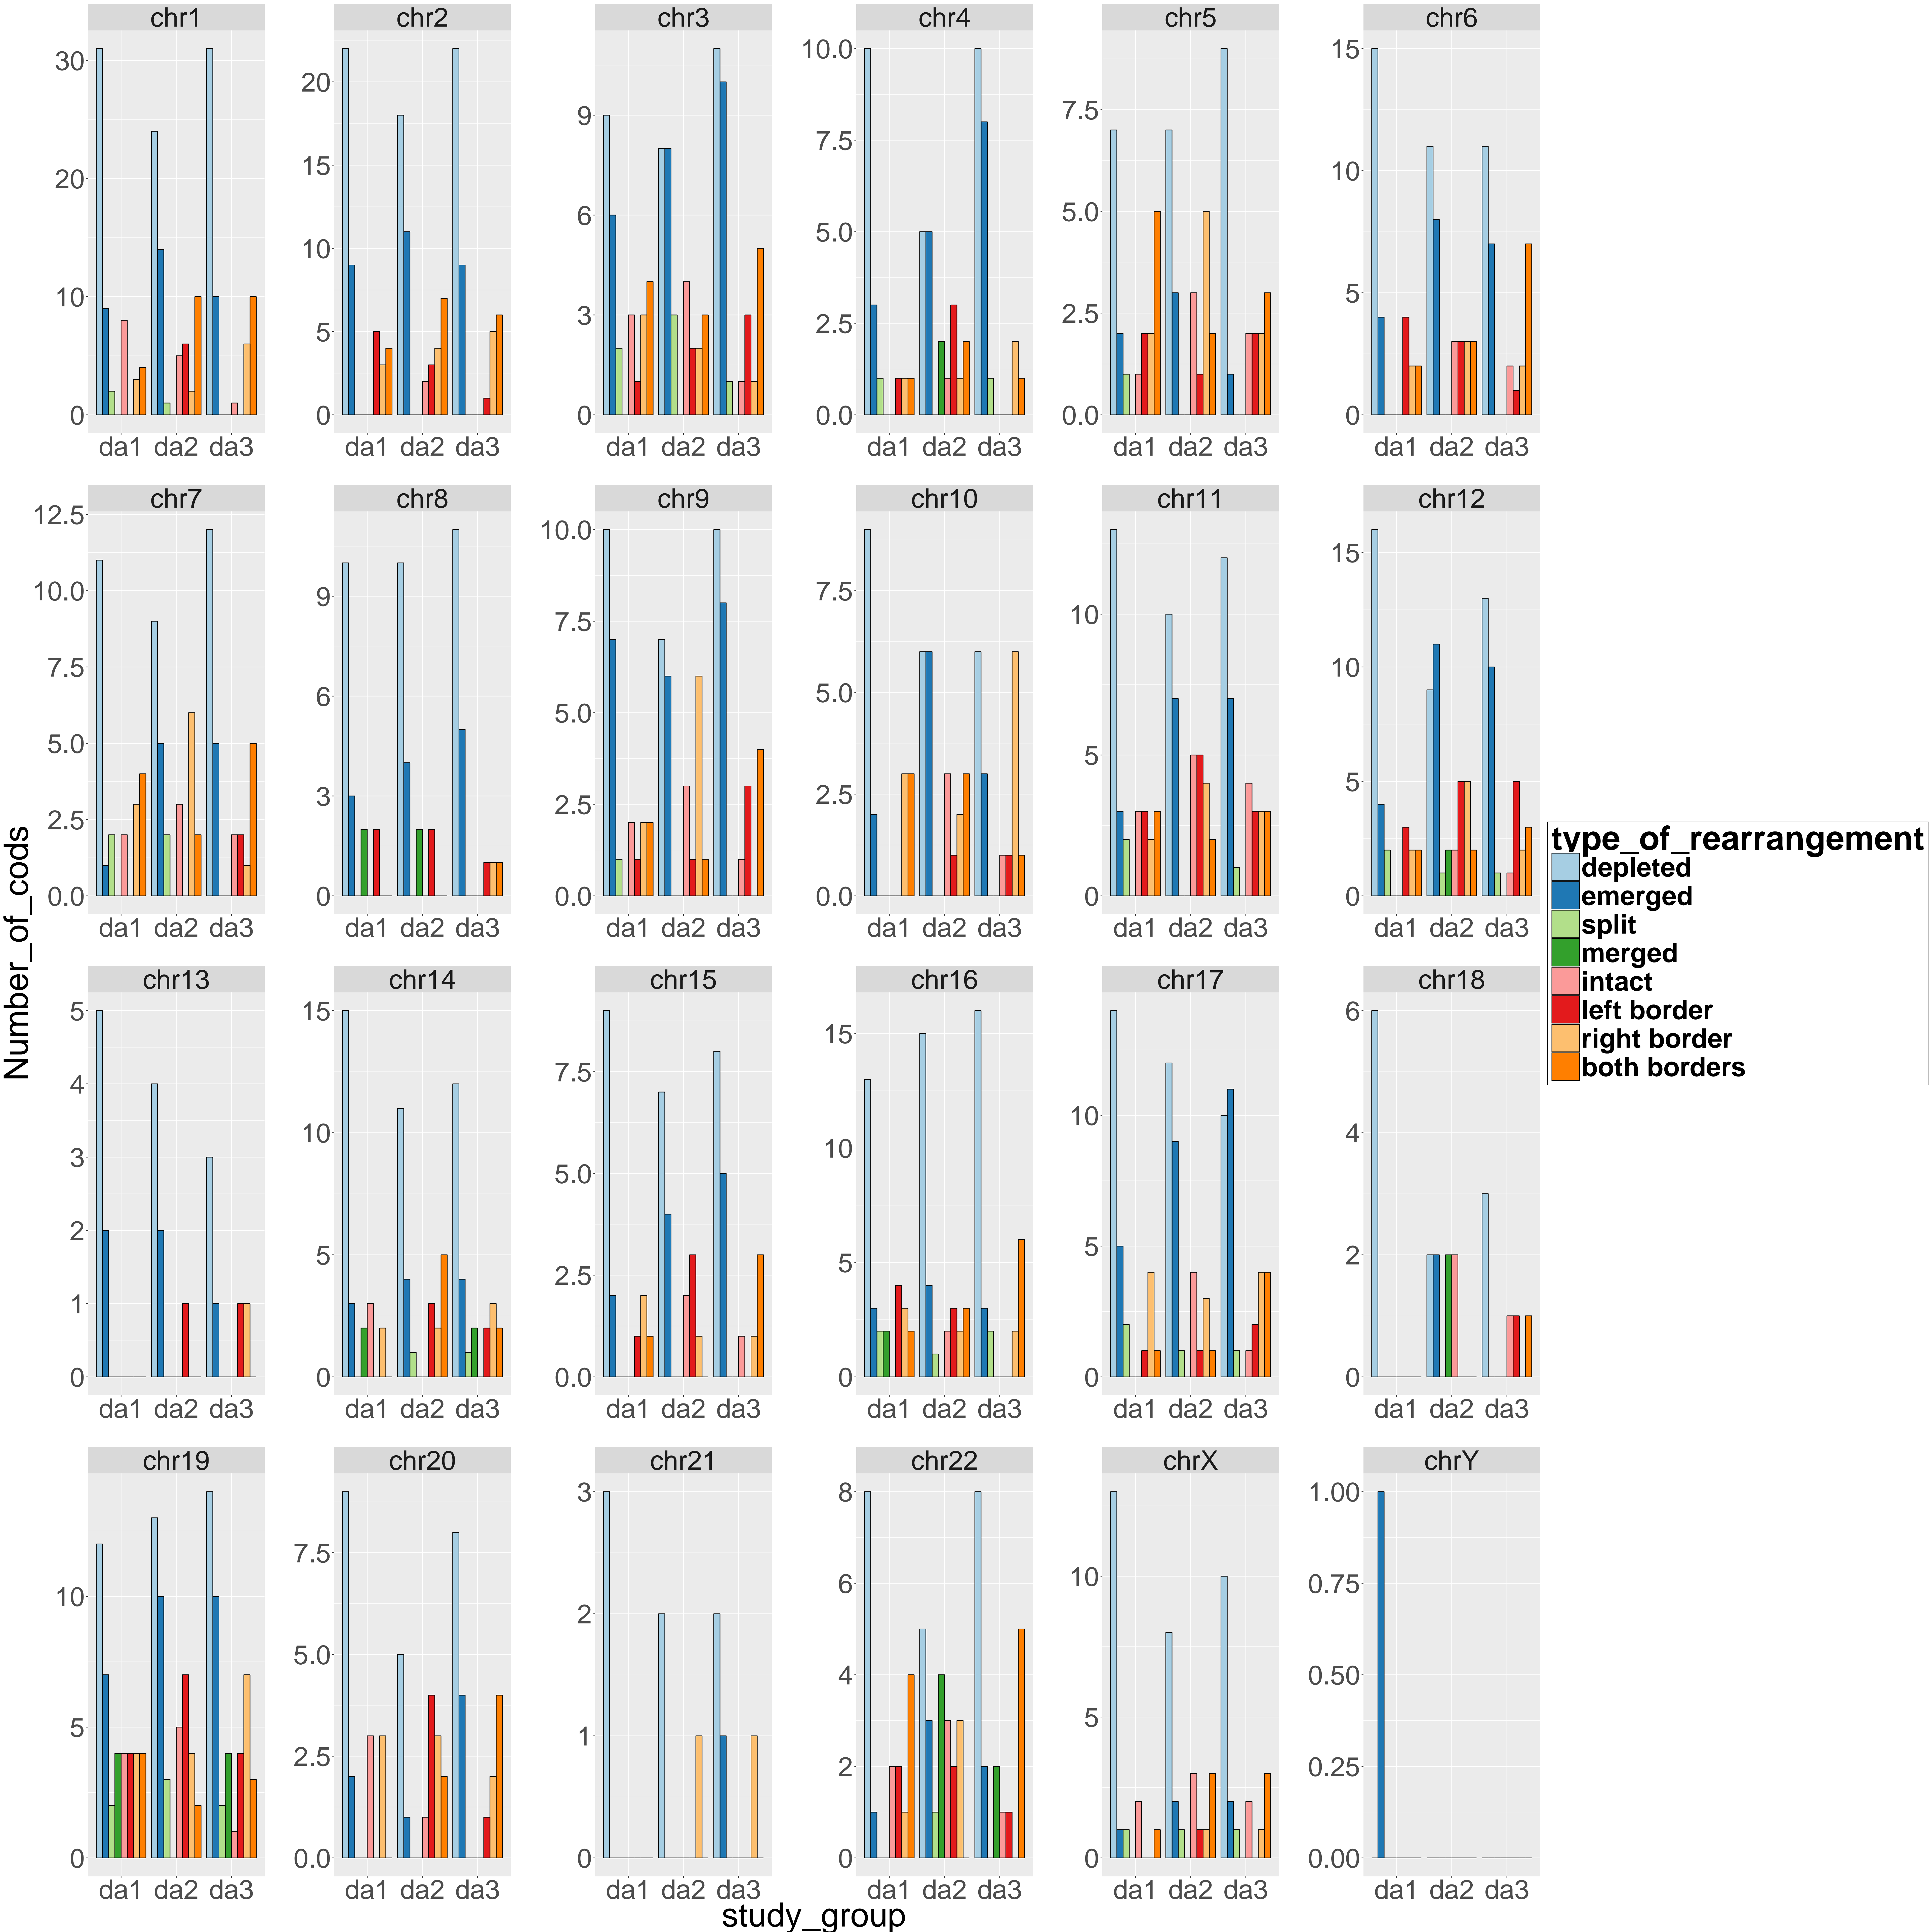 chr1 chr2 chr3 chr4 chr5 chr6
30 20 10 0
20 15 10 5 0
9 6 3 0
10.0 7.5 5.0 2.5 0.0
7.5 5.0 2.5 0.0
15 10 5 0
da1 da2 da3 da1 da2 da3 da1 da2 da3 da1 da2 da3 da1 da2 da3 da1 da2 da3
chr7 chr8 chr9 chr10 chr11 chr12
12.5 10.0 7.5 5.0 2.5 0.0
9 6 3 0
10.0 7.5 5.0 2.5 0.0
7.5 5.0 2.5 0.0
10 5 0
15 10 5 0
da1 da2 da3 da1 da2 da3 da1 da2 da3 da1 da2 da3 da1 da2 da3 da1 da2 da3
chr13 chr14 chr15 chr16 chr17 chr18
5 4 3 2 1 0
15 10 5 0
7.5 5.0 2.5 0.0
15 10 5 0
10 5 0
6 4 2 0
da1 da2 da3 da1 da2 da3 da1 da2 da3 da1 da2 da3 da1 da2 da3 da1 da2 da3
chr19 chr20 chr21 chr22 chrX chrY
10 5 0
7.5 5.0 2.5 0.0
3 2 1 0
8 6 4 2 0
10 5 0
1.00 0.75 0.50 0.25 0.00
da1 da2 da3 da1 da2 da3 da1 da2 da3 da1 da2 da3 da1 da2 da3 da1 da2 da3
Number_of_cods
study_group
type_of_rearrangement
depleted
emerged
split
merged
intact
left border
right border
both borders